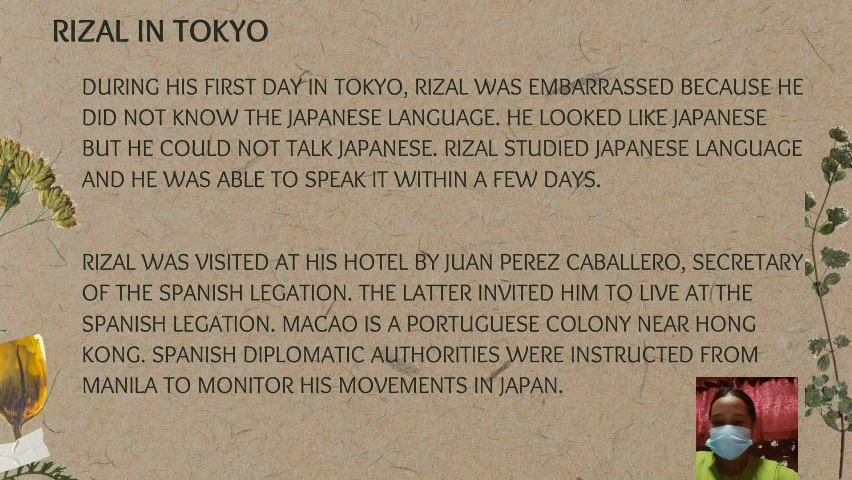 RIZAL IN TOKYO
DURING HIS FIRST DAY IN TOKYO, RIZAL WAS EMBARRASSED BECAUSE HE
DID NOT KNOW THE JAPANESE LANGUAGE. HE LOOKED LIKE JAPANESE
BUT HE COULD NOT TALK JAPANESE. RIZAL STUDIED JAPANESE LANGUAGE
AND HE WAS ABLE TO SPEAK IT WITHIN A FEW DAYS.
RIZAL WAS VISITED AT HIS HOTEL BY JUAN PEREZ CABALLERO, SECRETARY
OF THE SPANISH LEGATION. THE LATTER INVITED HIM TO LIVE AT THE
SPANISH LEGATION. MACAO IS A PORTUGUESE COLONY NEAR HONG
KONG. SPANISH DIPLOMATIC AUTHORITIES WERE INSTRUCTED FROM
MANILA TO MONITOR HIS MOVEMENTS IN JAPAN.